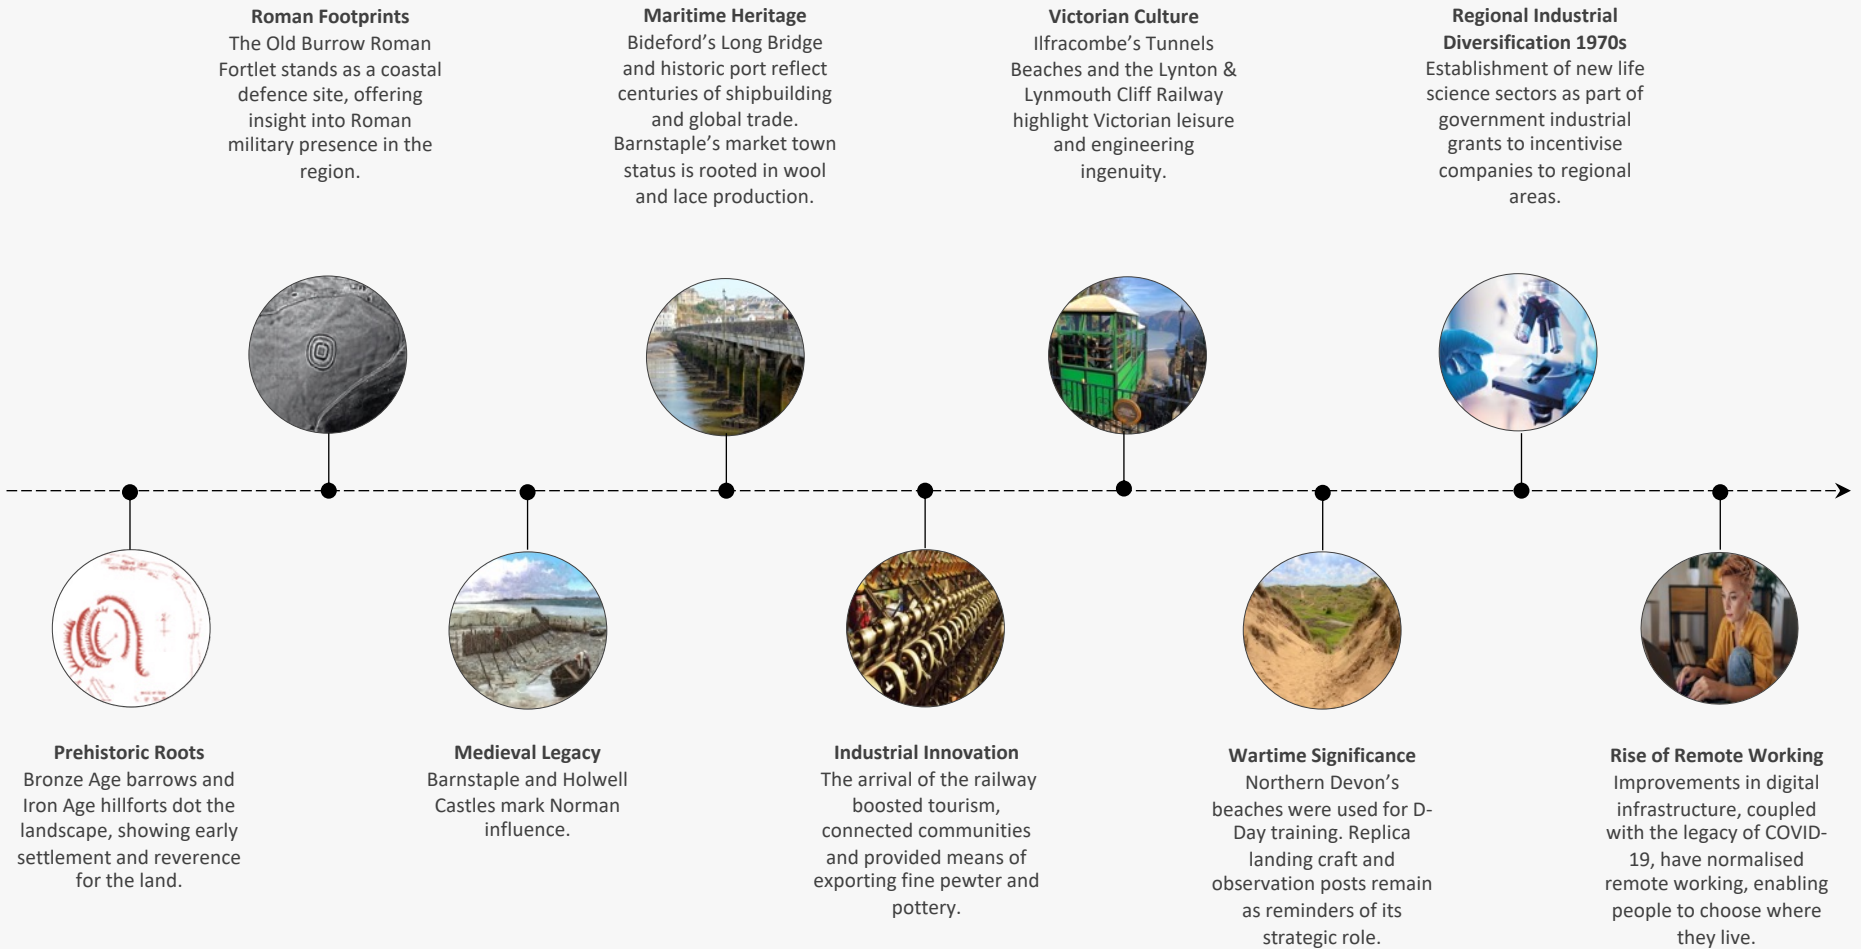 Roman Footprints
The Old Burrow Roman
Fortlet stands as a coastal
defence site, offering
insight into Roman
military presence in the
region.
Maritime Heritage
Bideford’s Long Bridge
and historic port reflect
centuries of shipbuilding
and global trade.
Barnstaple’s market town
status is rooted in wool
and lace production.
Victorian Culture
Ilfracombe’s Tunnels
Beaches and the Lynton &
Lynmouth Cliff Railway
highlight Victorian leisure
and engineering
ingenuity.
Regional Industrial
Diversification 1970s
Establishment of new life
science sectors as part of
government industrial
grants to incentivise
companies to regional
areas.
Prehistoric Roots
Bronze Age barrows and
Iron Age hillforts dot the
landscape, showing early
settlement and reverence
for the land.
Medieval Legacy
Barnstaple and Holwell
Castles mark Norman
influence.
Industrial Innovation
The arrival of the railway
boosted tourism,
connected communities
and provided means of
exporting fine pewter and
pottery.
Wartime Significance
Northern Devon’s
beaches were used for D-
Day training. Replica
landing craft and
observation posts remain
as reminders of its
strategic role.
Rise of Remote Working
Improvements in digital
infrastructure, coupled
with the legacy of COVID-
19, have normalised
remote working, enabling
people to choose where
they live.